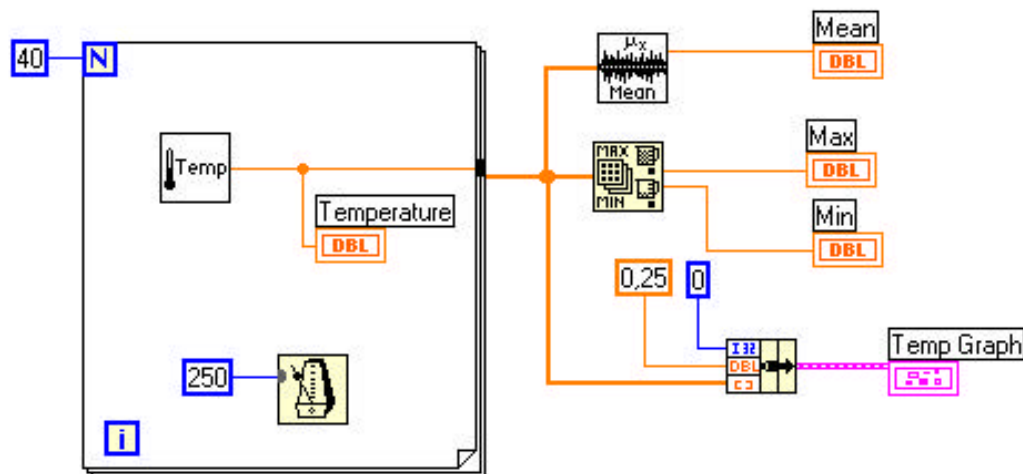 40
N
Temp
Temperature
DBL
250
i
μx
Mean
Mean
DBL
MAX
MIN
Max
DBL
Min
DBL
0,25
0
I32
DBL
Temp Graph